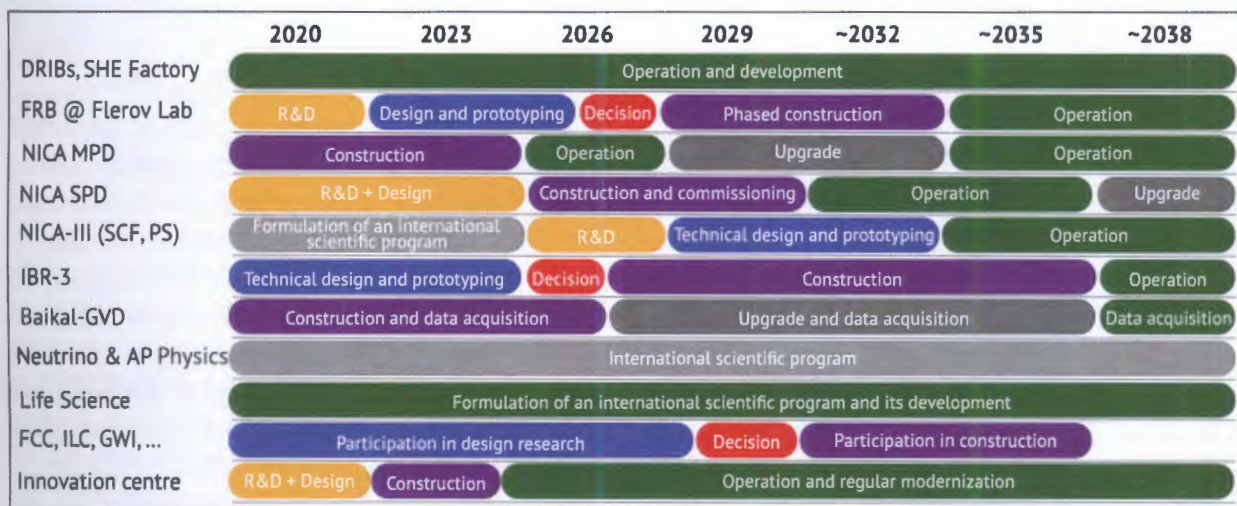 2020 2023 2026 2029 ~2032 ~2035 ~2038
DRIBs, SHE Factory Operation and development
FRB @ Flerov Lab R&D Design and prototyping Decision Phased construction Operation
NICA MPD Construction Operation Upgrade Operation
NICA SPD R&D + Design Construction and commissioning Operation Upgrade
NICA-III (SCF, PS) Formulation of an international scientific program R&D Technical design and prototyping Operation
IBR-3 Technical design and prototyping Decision Construction Operation
Baikal-GVD Construction and data acquisition Upgrade and data acquisition Data acquisition
Neutrino & AP Physics International scientific program
Life Science Formulation of an international scientific program and its development
FCC, ILC, GWI, ... Participation in design research Decision Participation in construction
Innovation centre R&D + Design Construction Operation and regular modernization